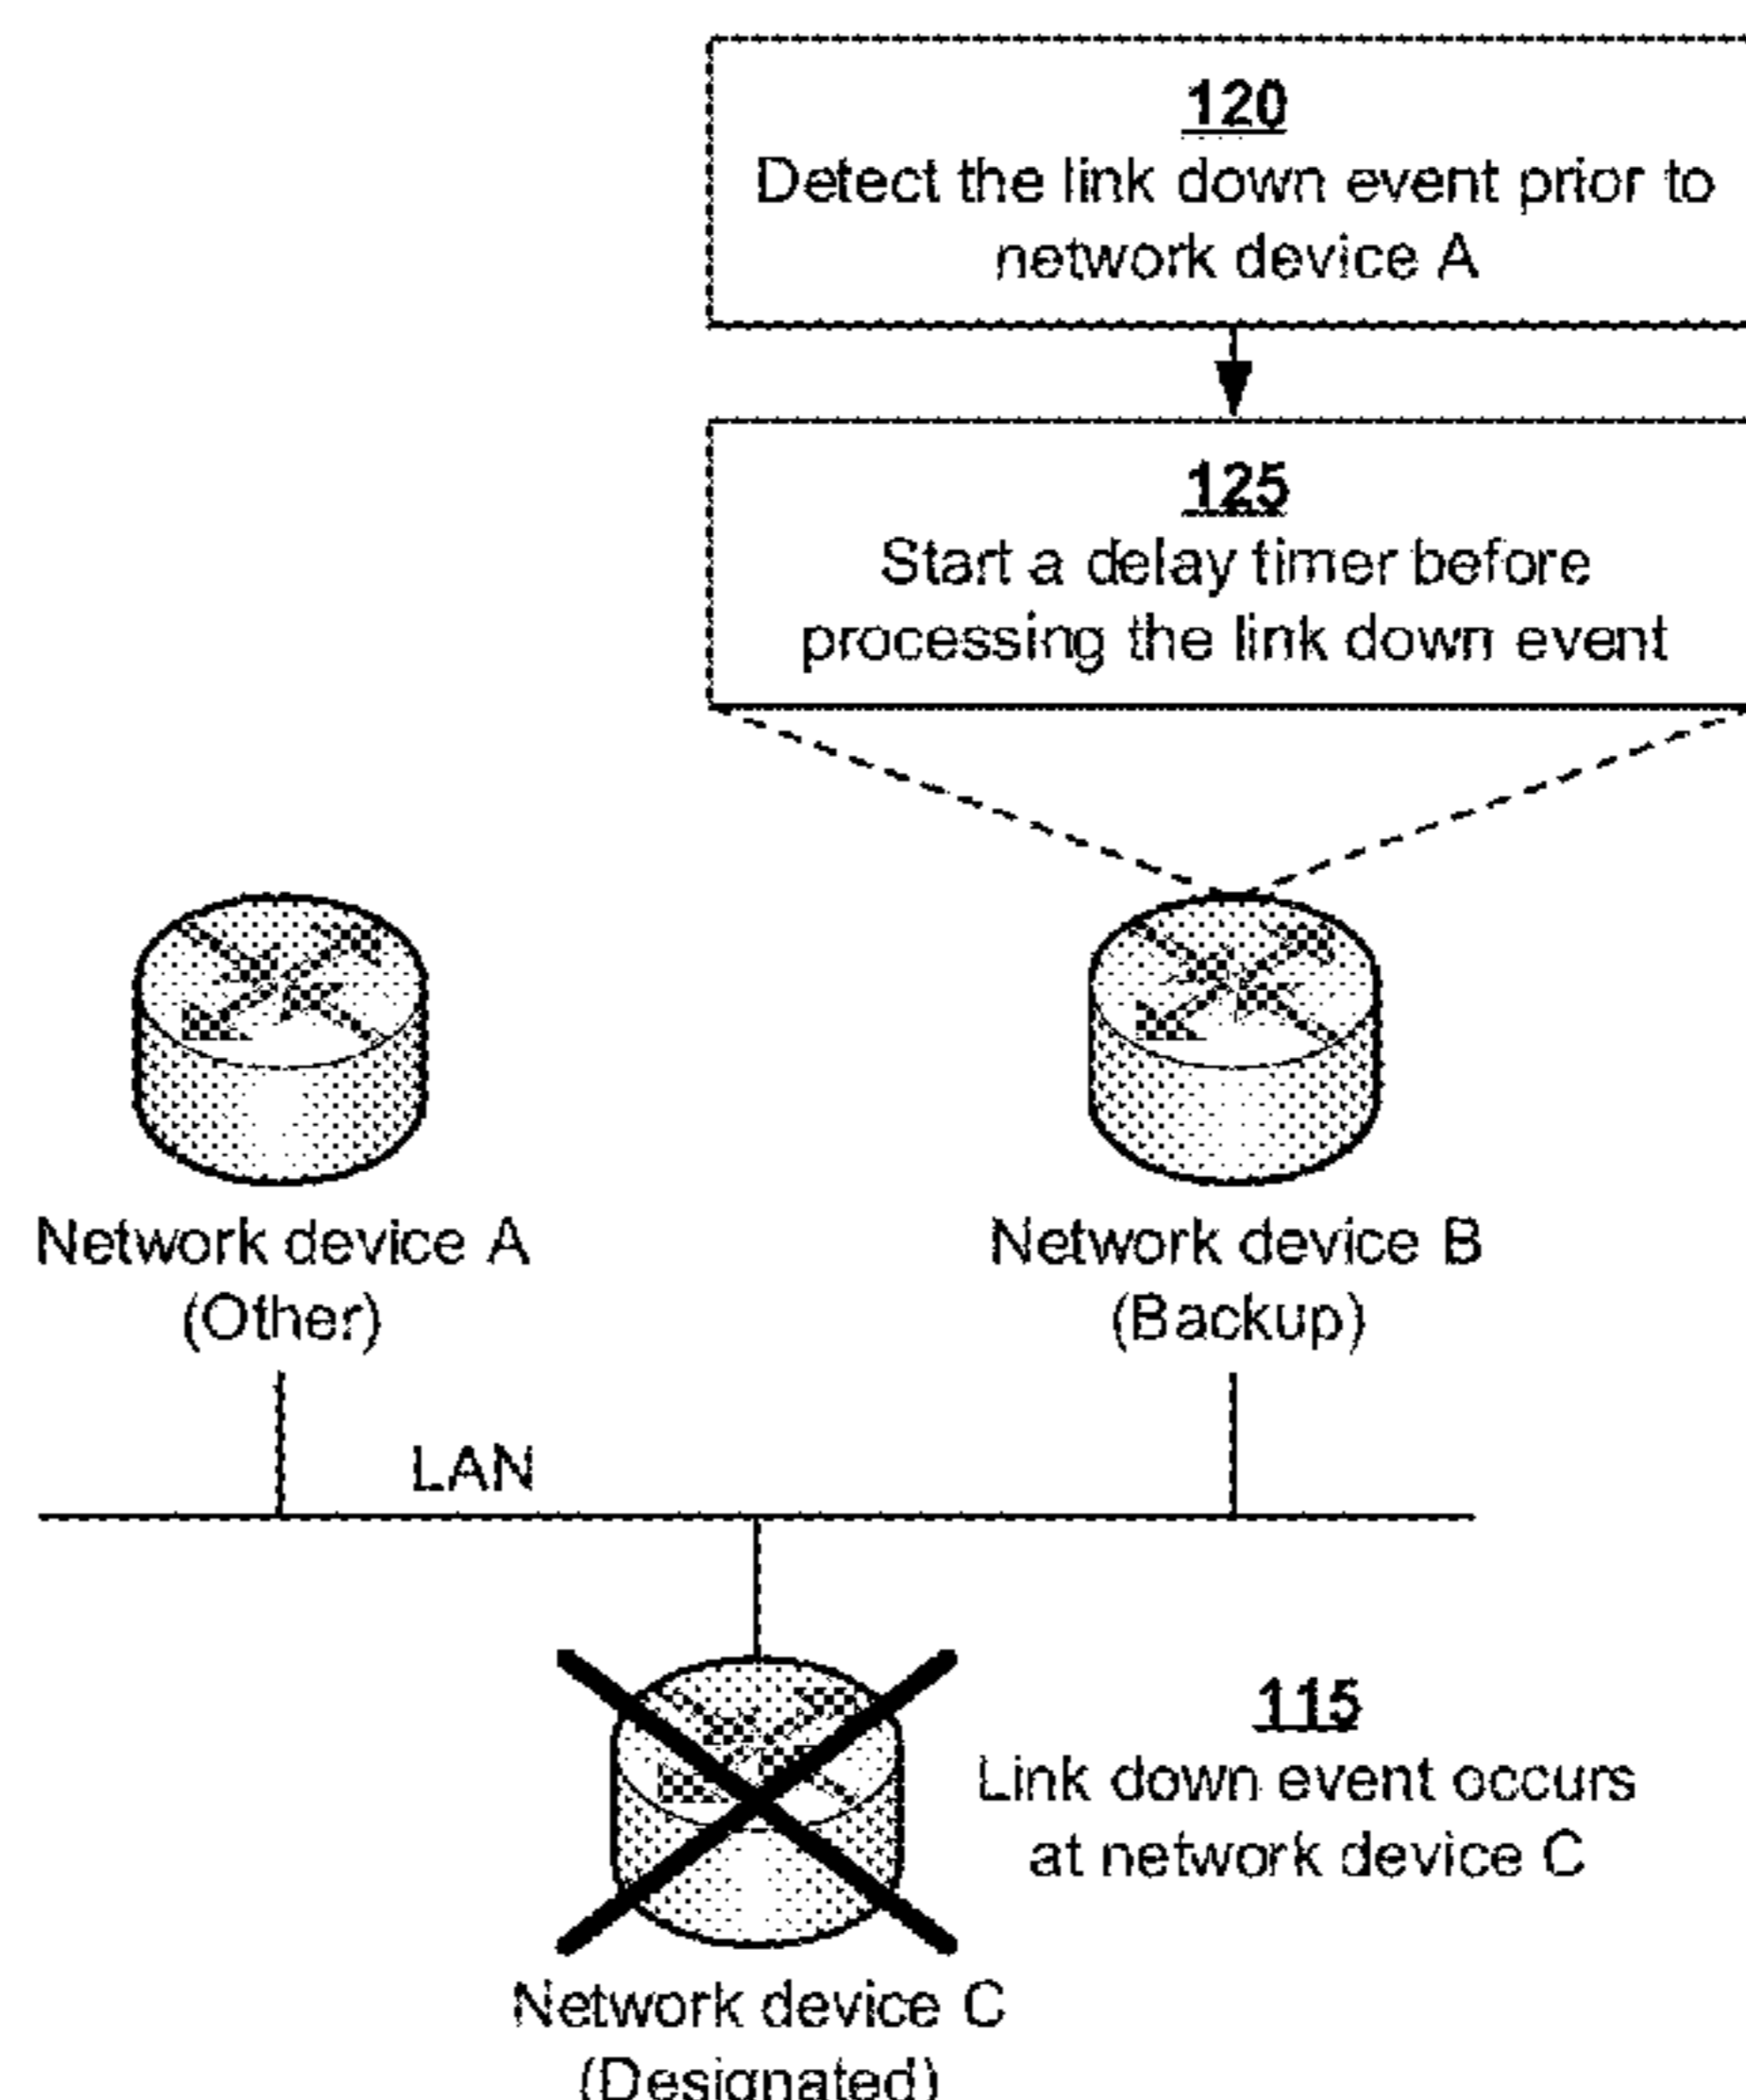 120
Detect the link down event prior to
network device A
125
Start a delay timer before
processing the link down event
Network device A
(Other)
Network device B
(Backup)
LAN
115
Link down event occurs
at network device C
Network device C
(Designated)